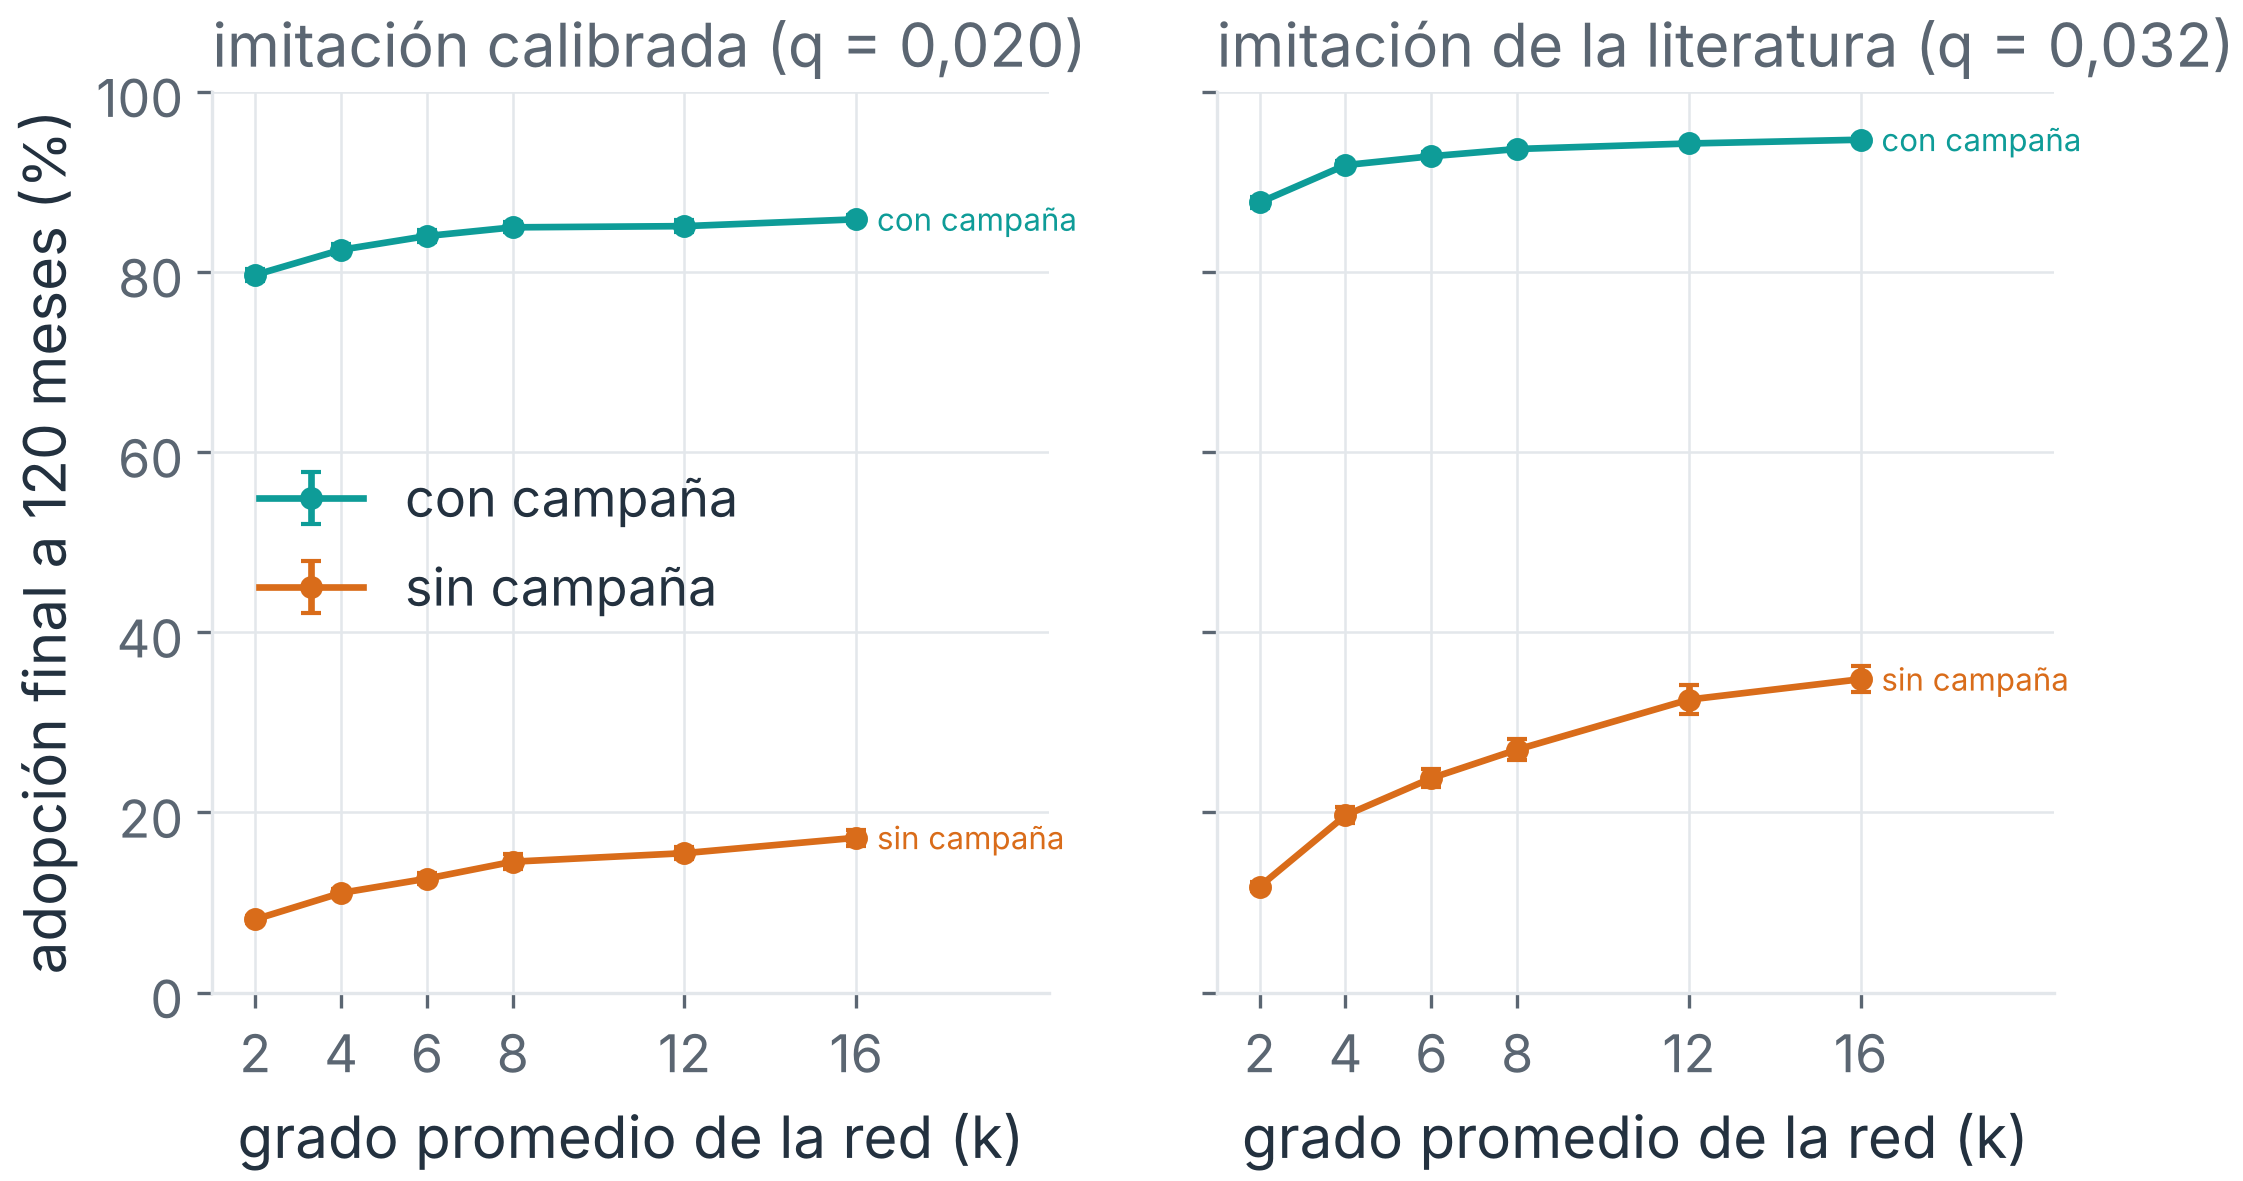 imitación calibrada (q = 0,020)
imitación de la literatura (q = 0,032)
adopción final a 120 meses (%)
100
80
60
40
20
0
con campaña
sin campaña
con campaña
sin campaña
con campaña
sin campaña
2 4 6 8 12 16
2 4 6 8 12 16
grado promedio de la red (k)
grado promedio de la red (k)